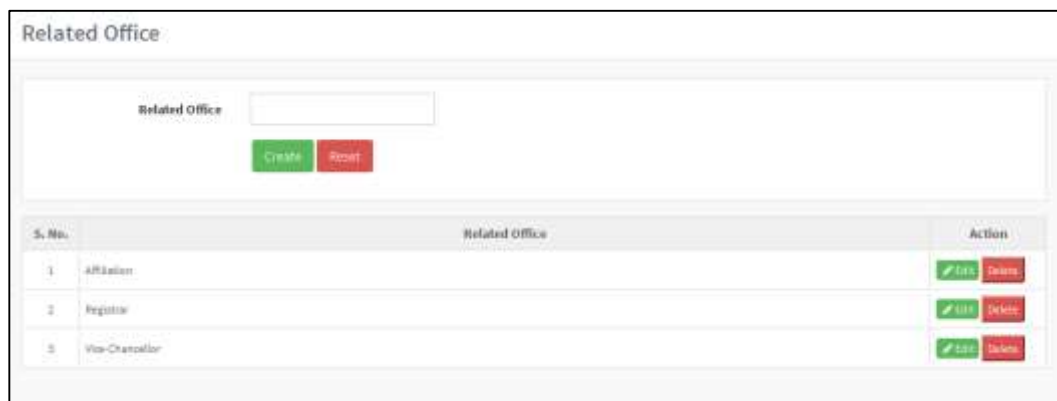 Related Office
Related Office
Create Reset
S. No. Related Office Action
1 Affiliation Edit Delete
2 Registrar Edit Delete
3 Vice-Chancellor Edit Delete